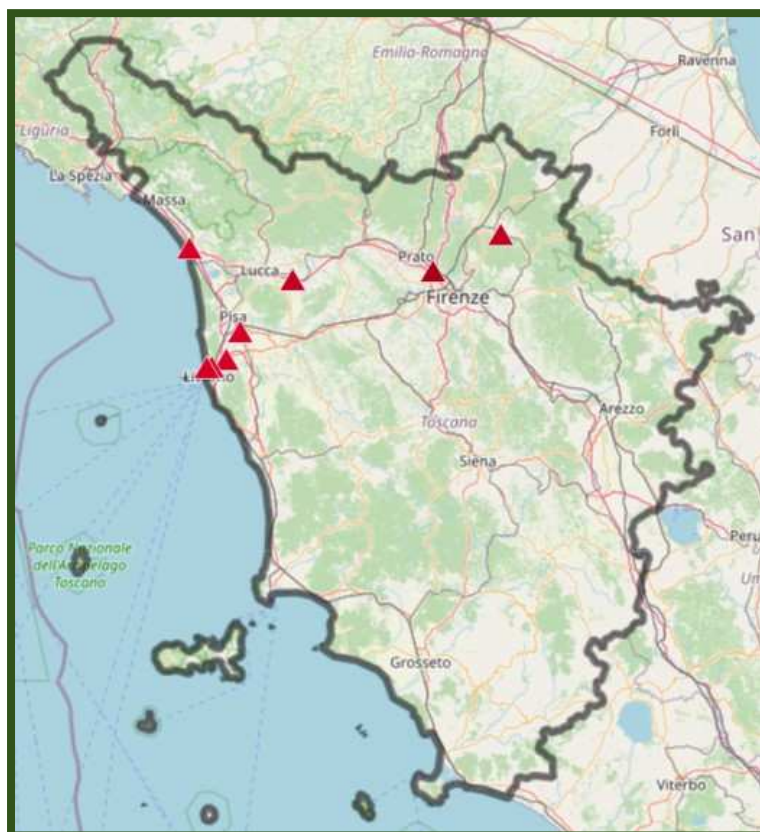 Emilia-Romagna
Ravenna
Liguria
Forlì
La Spezia
Massa
San
Lucca
Prato
Firenze
Pisa
Arezzo
Toscana
Siena
Parco Nazionale
dell'Arcipelago
Toscano
Peru
Um
Grosseto
Viterbo